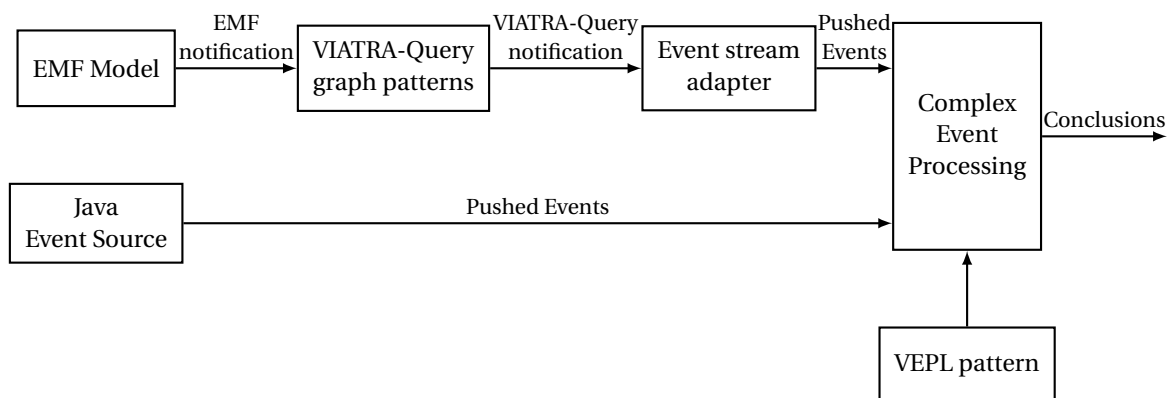 EMF
notification
VIATRA-Query
notification
Pushed
Events
EMF Model
VIATRA-Query
graph patterns
Event stream
adapter
Complex
Event
Processing
Conclusions
Java
Event Source
Pushed Events
VEPL pattern